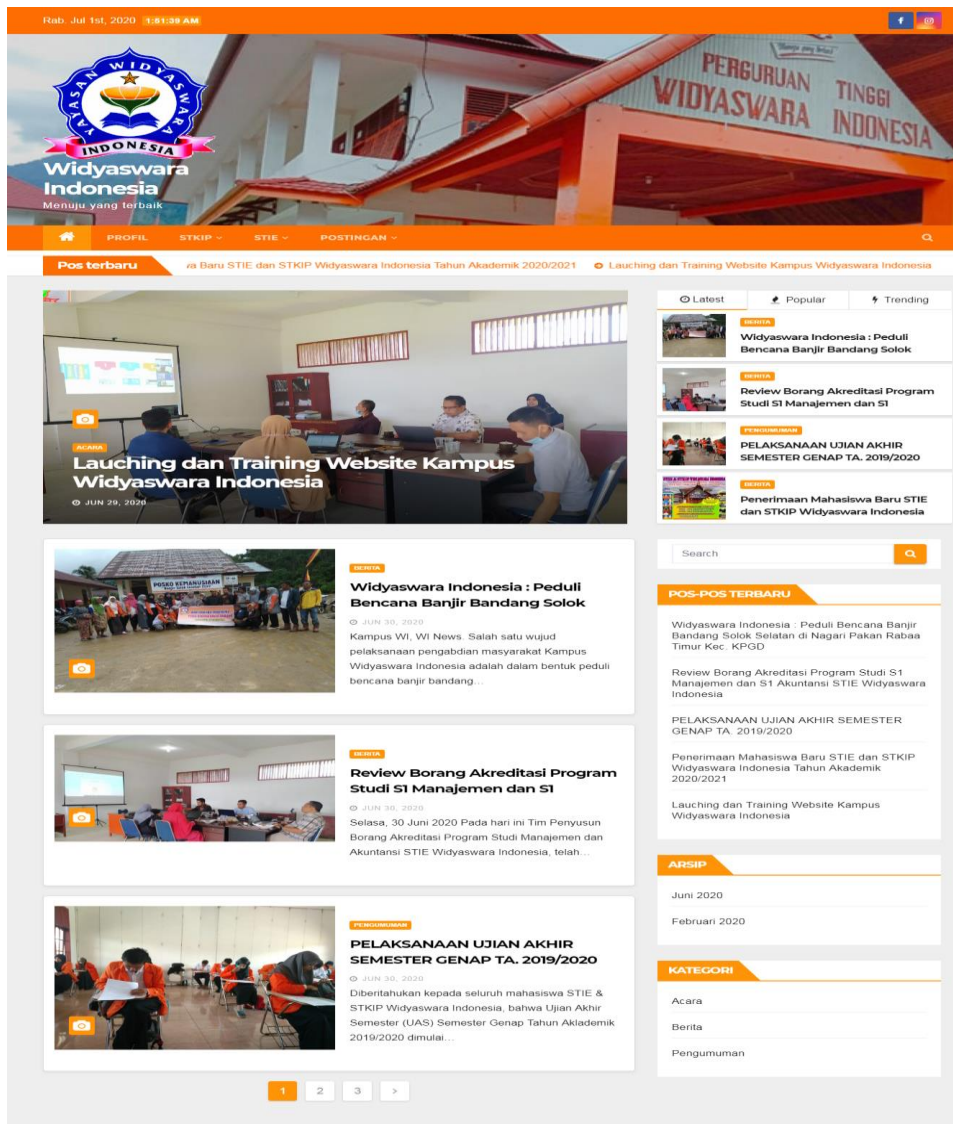 Rab. Jul 1st, 2020 1:51:39 AM
YAYASAN WIDYASWARA
INDONESIA
PERGURUAN TINGGI
WIDYASWARA INDONESIA
Widyaswara
Indonesia
Menuju yang terbaik
PROFIL STKIP STIE POSTINGAN
Pos terbaru
va Baru STIE dan STKIP Widyaswara Indonesia Tahun Akademik 2020/2021 Lauching dan Training Website Kampus Widyaswara Indonesia
ACARA
Lauching dan Training Website Kampus
Widyaswara Indonesia
JUN 29, 2020
Latest Popular Trending
BERITA
Widyaswara Indonesia : Peduli
Bencana Banjir Bandang Solok
BERITA
Review Borang Akreditasi Program
Studi S1 Manajemen dan S1
PENGUMUMAN
PELAKSANAAN UJIAN AKHIR
SEMESTER GENAP TA. 2019/2020
BERITA
Penerimaan Mahasiswa Baru STIE
dan STKIP Widyaswara Indonesia
POSKO KEMANUSIAAN
BERITA
Widyaswara Indonesia : Peduli
Bencana Banjir Bandang Solok
JUN 30, 2020
Kampus WI, WI News. Salah satu wujud
pelaksanaan pengabdian masyarakat Kampus
Widyaswara Indonesia adalah dalam bentuk peduli
bencana banjir bandang…
BERITA
Review Borang Akreditasi Program
Studi S1 Manajemen dan S1
JUN 30, 2020
Selasa, 30 Juni 2020 Pada hari ini Tim Penyusun
Borang Akreditasi Program Studi Manajemen dan
Akuntansi STIE Widyaswara Indonesia, telah…
PENGUMUMAN
PELAKSANAAN UJIAN AKHIR
SEMESTER GENAP TA. 2019/2020
JUN 30, 2020
Diberitahukan kepada seluruh mahasiswa STIE &
STKIP Widyaswara Indonesia, bahwa Ujian Akhir
Semester (UAS) Semester Genap Tahun Aklademik
2019/2020 dimulai…
1 2 3 >
Search
POS-POS TERBARU
Widyaswara Indonesia : Peduli Bencana Banjir
Bandang Solok Selatan di Nagari Pakan Rabaa
Timur Kec. KPGD
Review Borang Akreditasi Program Studi S1
Manajemen dan S1 Akuntansi STIE Widyaswara
Indonesia
PELAKSANAAN UJIAN AKHIR SEMESTER
GENAP TA. 2019/2020
Penerimaan Mahasiswa Baru STIE dan STKIP
Widyaswara Indonesia Tahun Akademik
2020/2021
Lauching dan Training Website Kampus
Widyaswara Indonesia
ARSIP
Juni 2020
Februari 2020
KATEGORI
Acara
Berita
Pengumuman